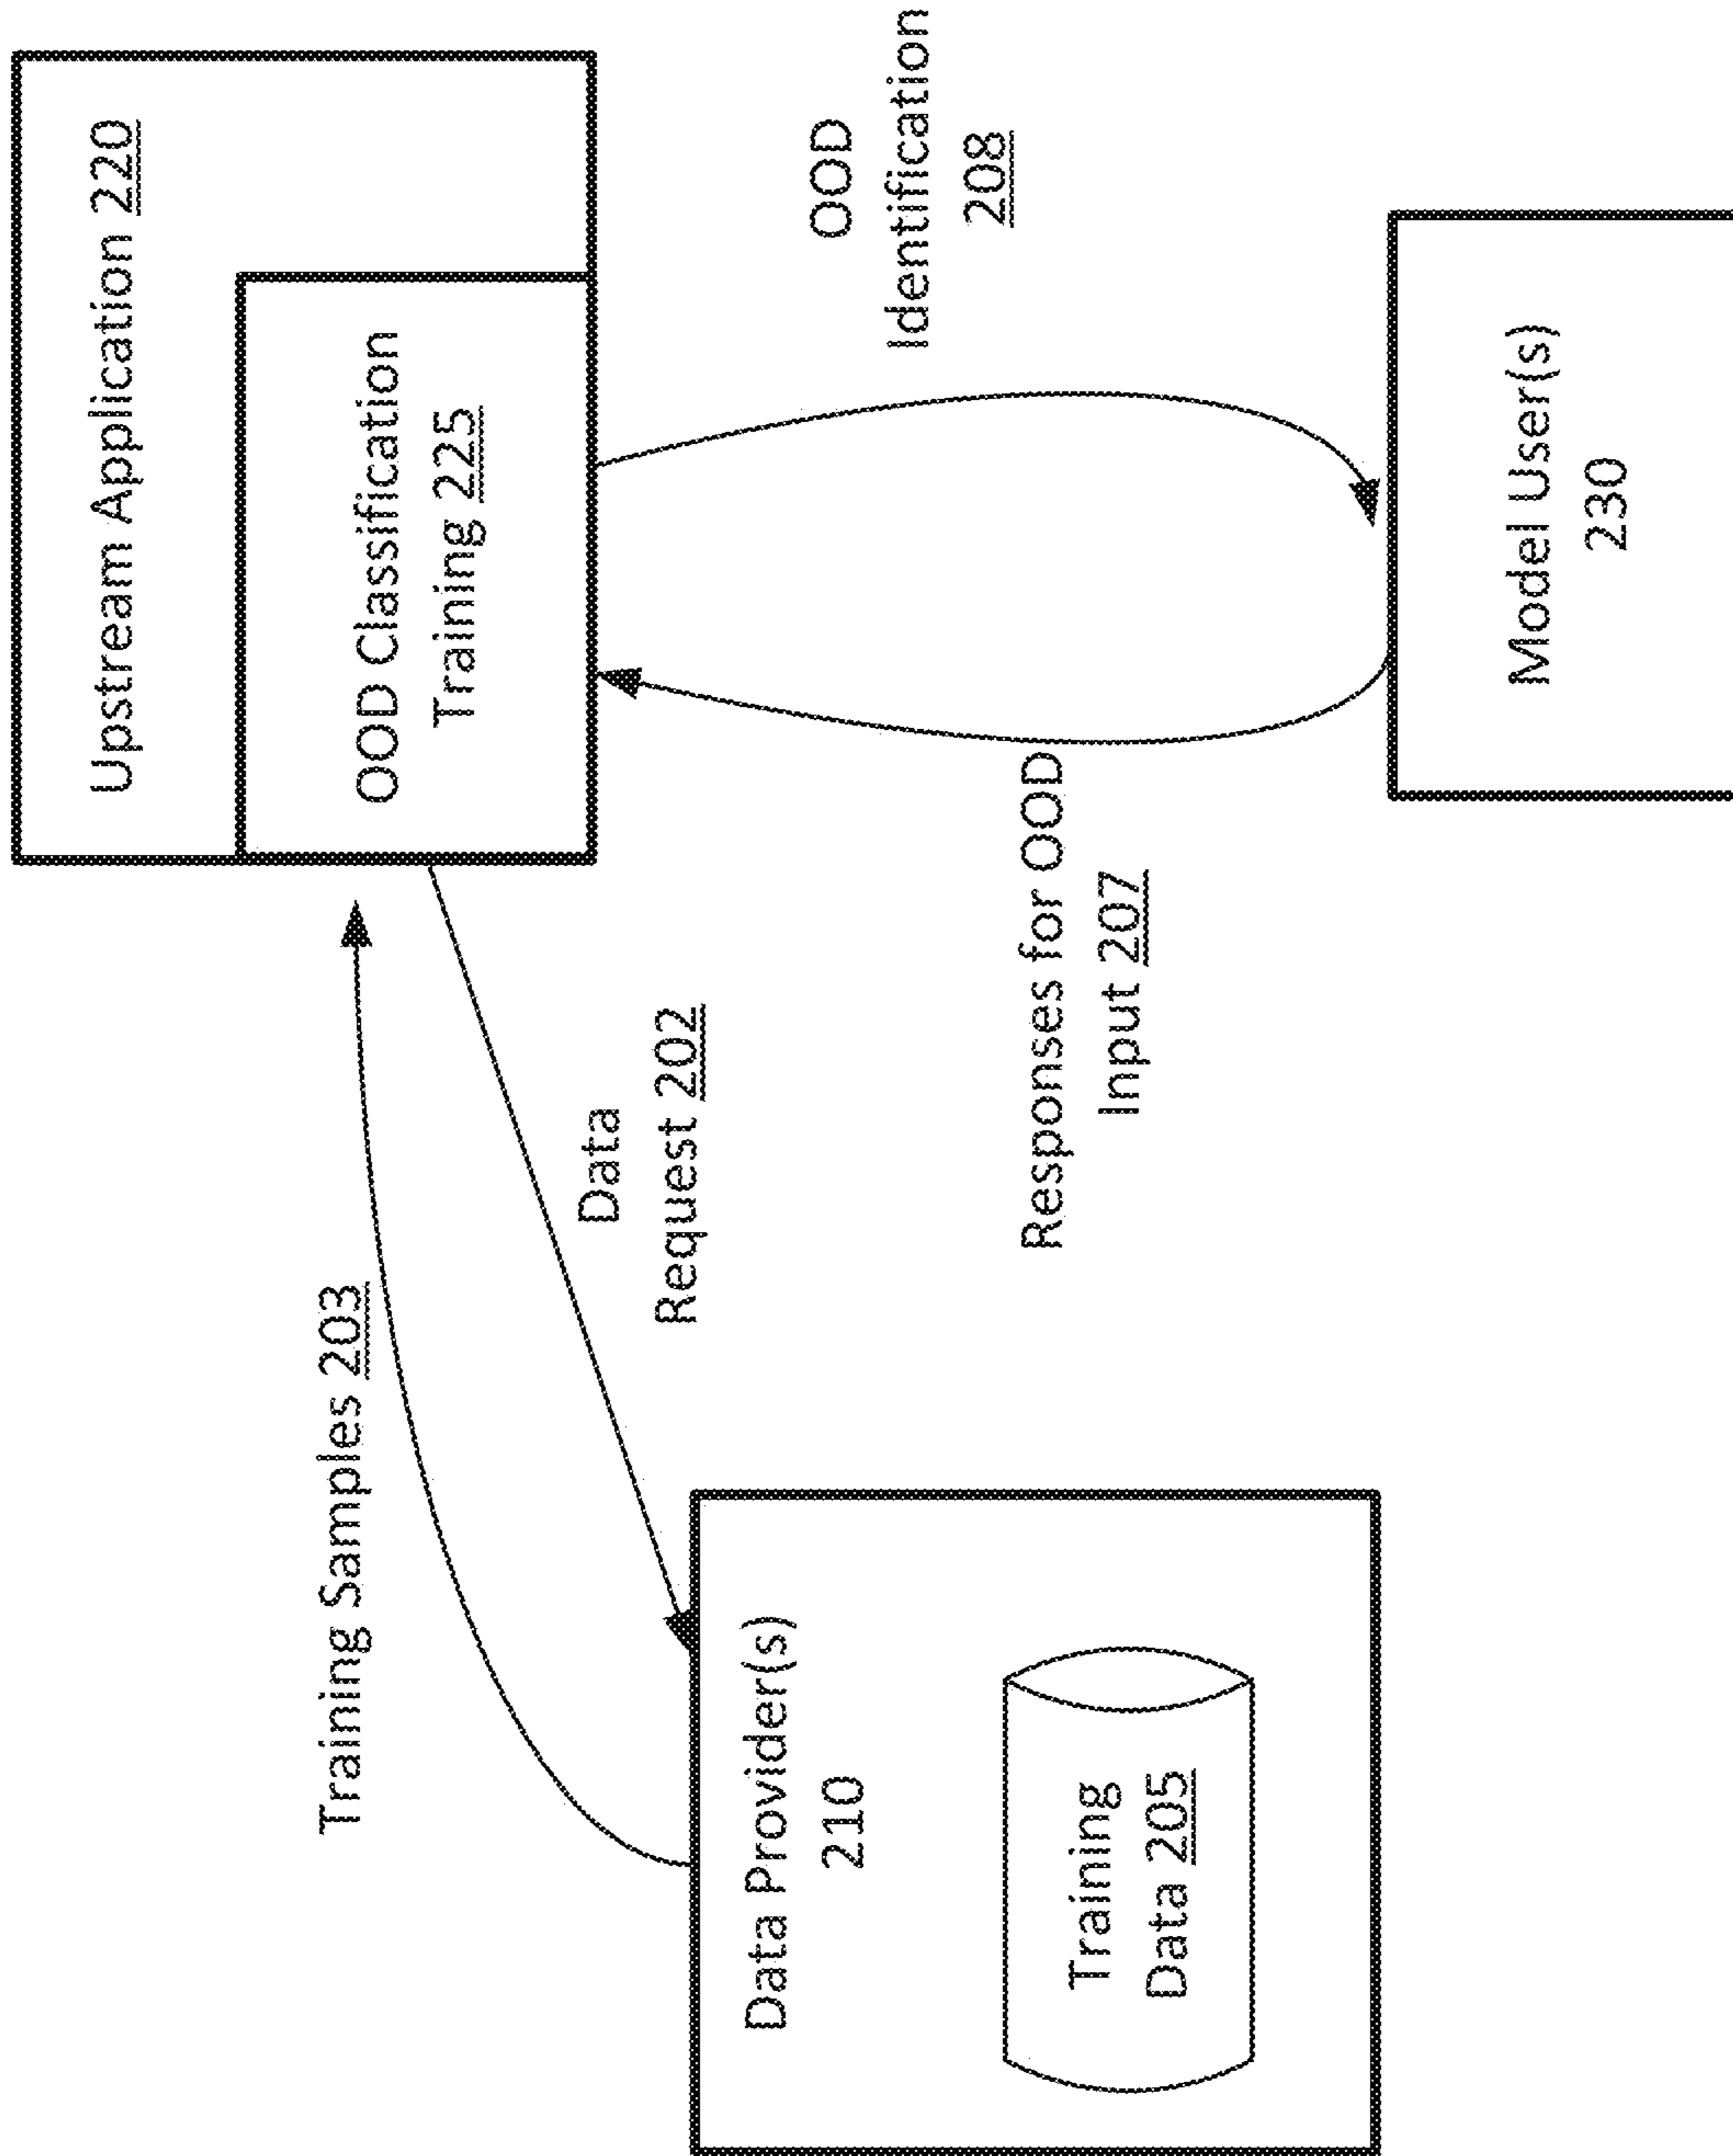 Upstream Application 220
OOD Classification
Training 225
Training Samples 203
Data
Request 202
OOD
Identification
208
Responses for OOD
Input 207
Data Provider(s)
210
Training
Data 205
Model User(s)
230